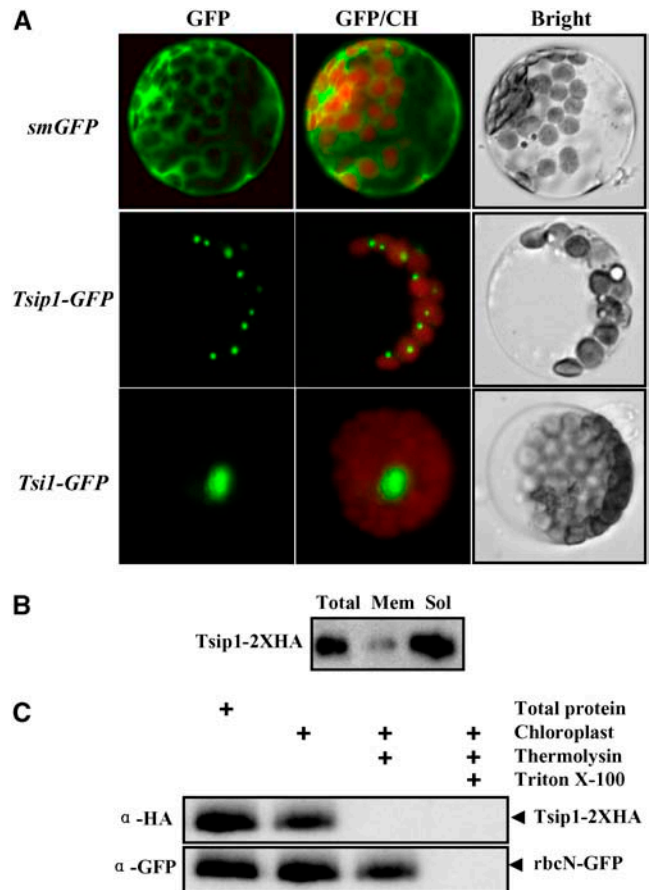 A
GFP GFP/CH Bright
smGFP
Tsip1-GFP
Tsi1-GFP
B
Total Mem Sol
Tsip1-2XHA
C
+ Total protein
+ + + Chloroplast
+ + Thermolysin
+ Triton X-100
α-HA Tsip1-2XHA
α-GFP rbcN-GFP